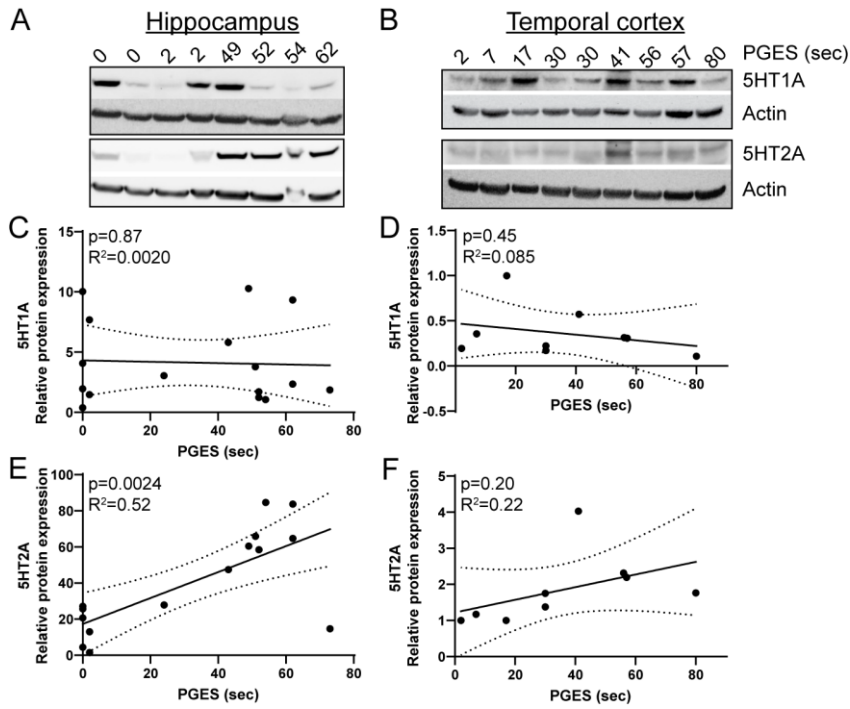 A Hippocampus
0 0 2 2 49 52 54 62
B Temporal cortex
2 7 17 30 30 41 56 57 80 PGES (sec)
5HT1A
Actin
5HT2A
Actin
C
p=0.87
R²=0.0020
5HT1A
Relative protein expression
15
10
5
0
0 20 40 60 80
PGES (sec)
D
p=0.45
R²=0.085
5HT1A
Relative protein expression
1.5
1.0
0.5
0.0
-0.5
20 40 60 80
PGES (sec)
E
p=0.0024
R²=0.52
5HT2A
Relative protein expression
100
80
60
40
20
0
0 20 40 60 80
PGES (sec)
F
p=0.20
R²=0.22
5HT2A
Relative protein expression
5
4
3
2
1
0
0 20 40 60 80
PGES (sec)